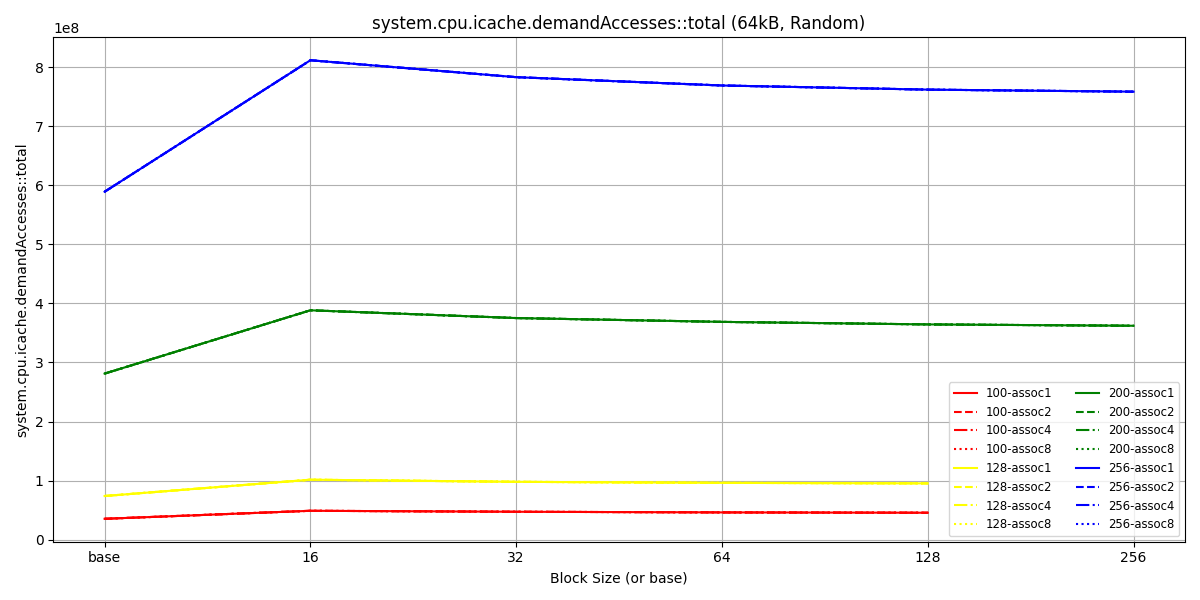 system.cpu.icache.demandAccesses::total (64kB, Random)
1e8
8
7
6
5
4
3
2
1
0
system.cpu.icache.demandAccesses::total
base 16 32 64 128 256
Block Size (or base)
100-assoc1 200-assoc1
100-assoc2 200-assoc2
100-assoc4 200-assoc4
100-assoc8 200-assoc8
128-assoc1 256-assoc1
128-assoc2 256-assoc2
128-assoc4 256-assoc4
128-assoc8 256-assoc8